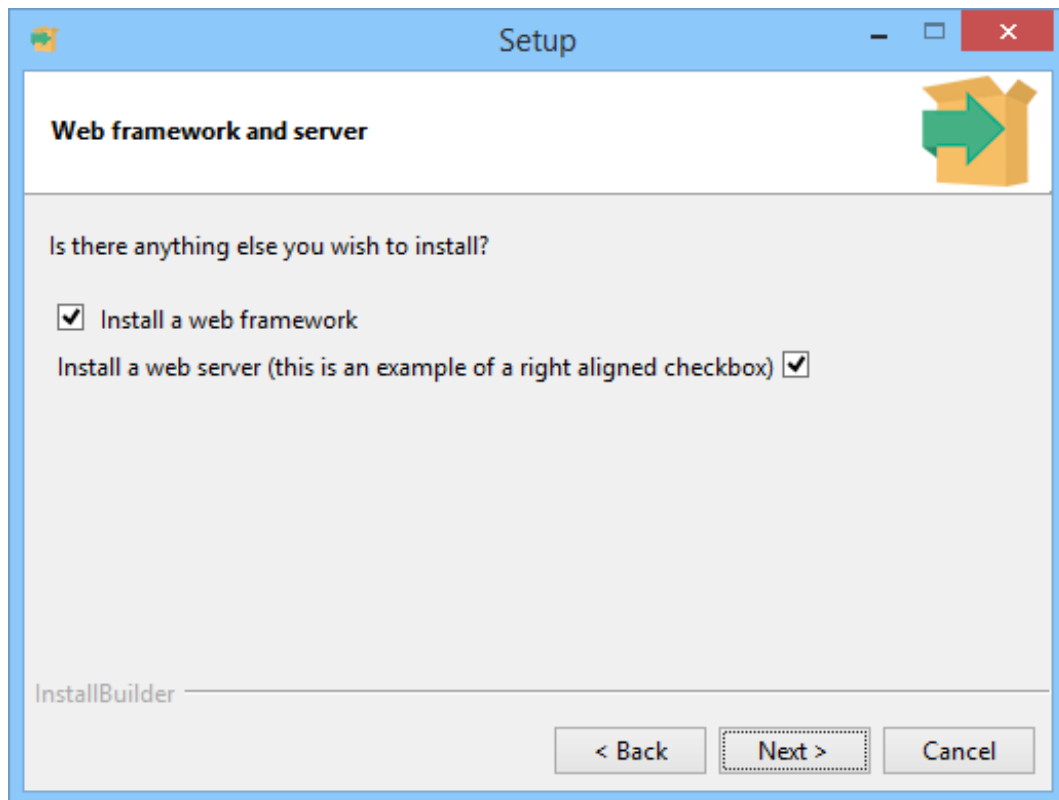 Setup
Web framework and server
Is there anything else you wish to install?
Install a web framework
Install a web server (this is an example of a right aligned checkbox)
InstallBuilder
< Back Next > Cancel